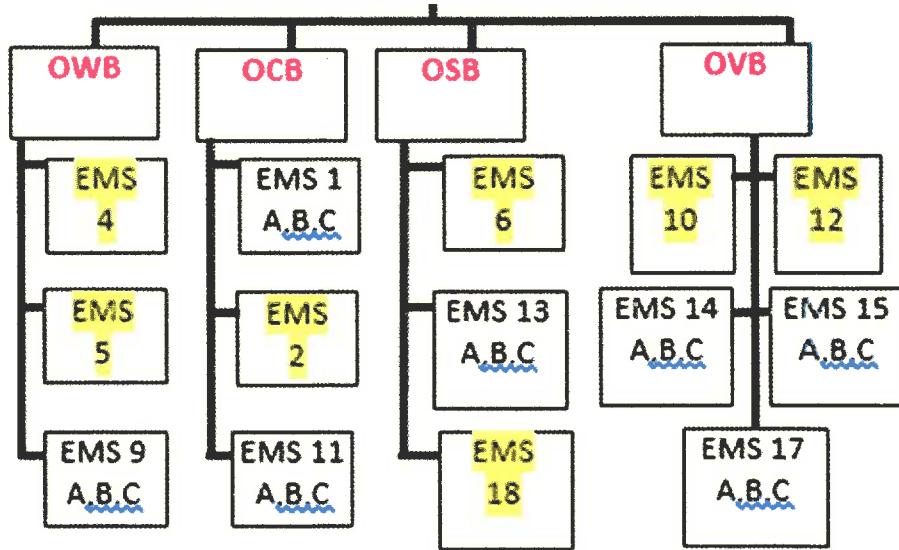 OWB
OCB
OSB
OVB
EMS
4
EMS 1
A.B.C
EMS
6
EMS
10
EMS
12
EMS
5
EMS
2
EMS 13
A.B.C
EMS 14
A.B.C
EMS 15
A.B.C
EMS 9
A.B.C
EMS 11
A.B.C
EMS
18
EMS 17
A.B.C